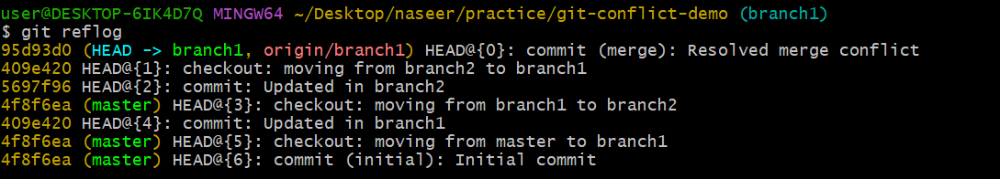 user@DESKTOP-6IK4D7Q MINGW64 ~/Desktop/naseer/practice/git-conflict-demo (branch1)
$ git reflog
95d93d0 (HEAD -> branch1, origin/branch1) HEAD@{0}: commit (merge): Resolved merge conflict
409e420 HEAD@{1}: checkout: moving from branch2 to branch1
5697f96 HEAD@{2}: commit: Updated in branch2
4f8f6ea (master) HEAD@{3}: checkout: moving from branch1 to branch2
409e420 HEAD@{4}: commit: Updated in branch1
4f8f6ea (master) HEAD@{5}: checkout: moving from master to branch1
4f8f6ea (master) HEAD@{6}: commit (initial): Initial commit